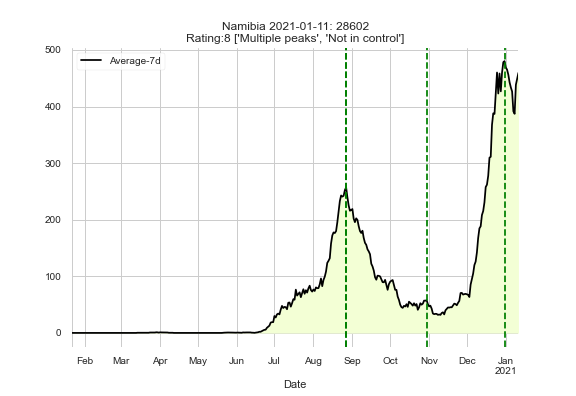 Namibia 2021-01-11: 28602
Rating:8 ['Multiple peaks', 'Not in control']
Average-7d
500
400
300
200
100
0
Feb Mar Apr May Jun Jul Aug Sep Oct Nov Dec Jan
2021
Date